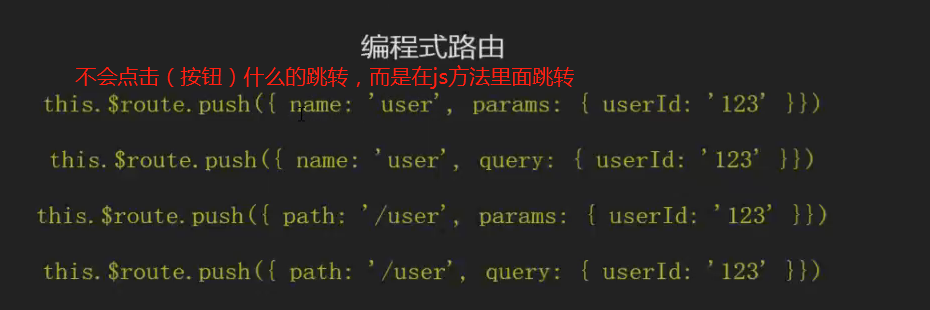 编程式路由
不会点击（按钮）什么的跳转，而是在js方法里面跳转
this.$route.push({ name: 'user', params: { userId: '123' }})
this.$route.push({ name: 'user', query: { userId: '123' }})
this.$route.push({ path: '/user', params: { userId: '123' }})
this.$route.push({ path: '/user', query: { userId: '123' }})